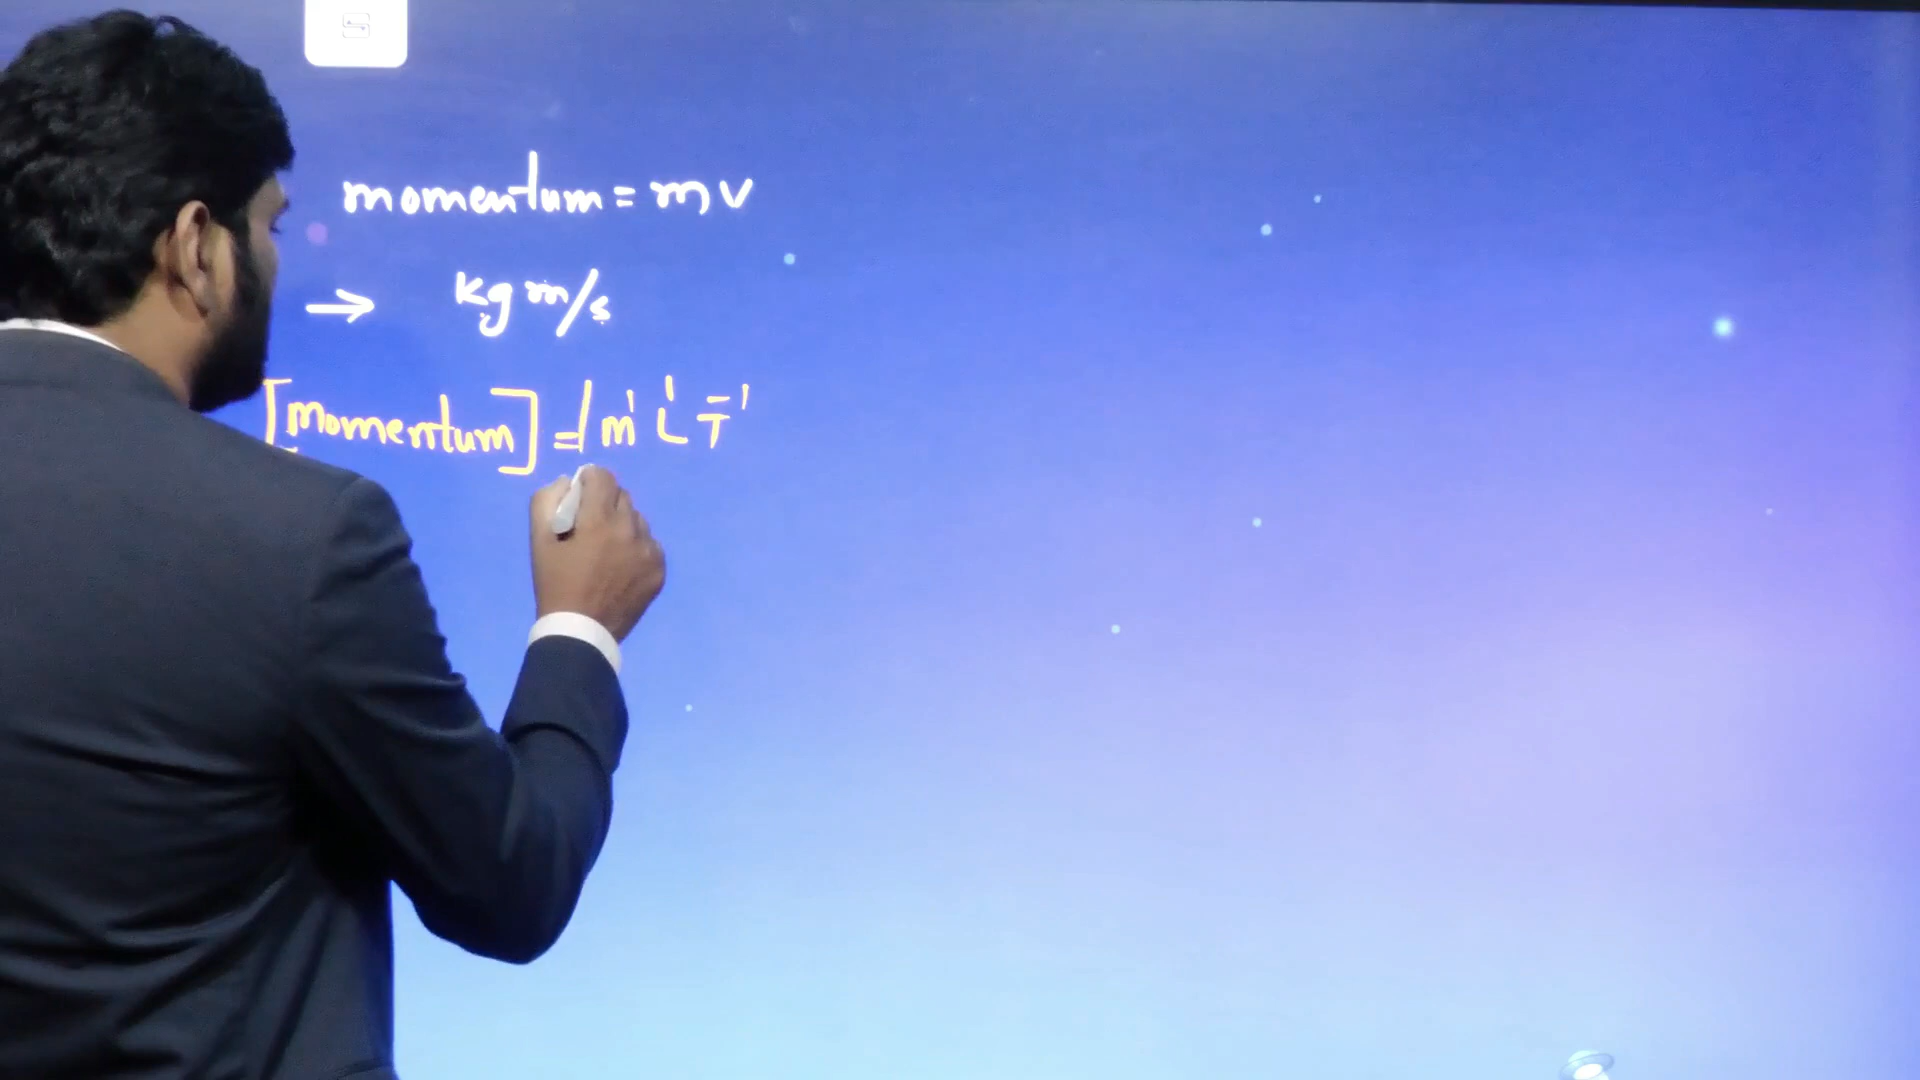 momentum = mv
→ kg m/s
[momentum] = [m¹ L¹ T⁻¹